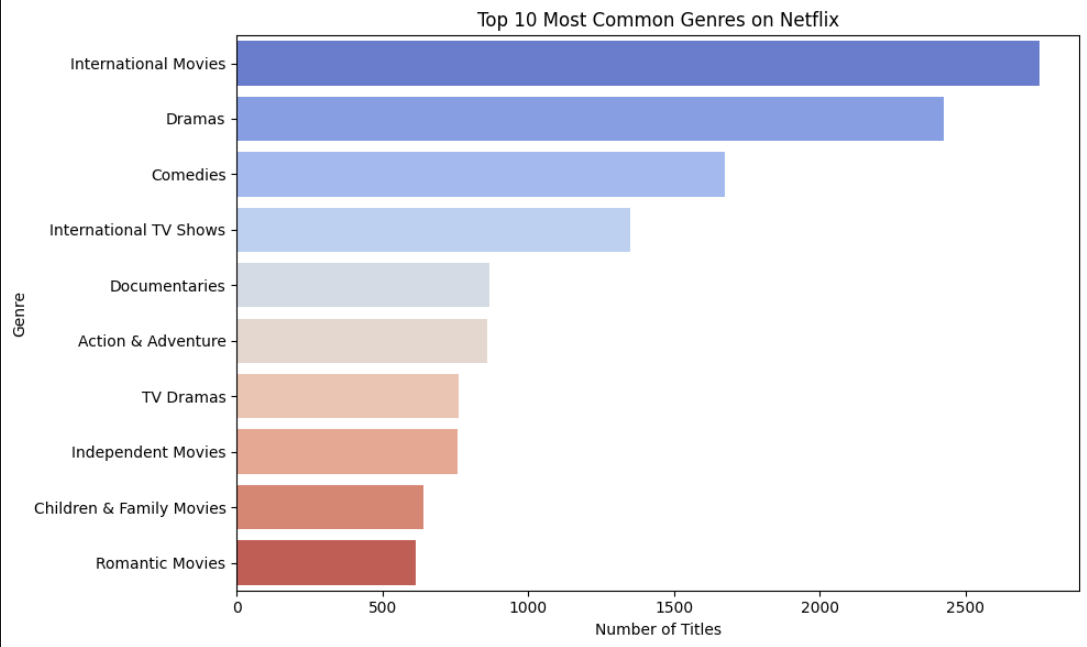 Top 10 Most Common Genres on Netflix
Genre
International Movies
Dramas
Comedies
International TV Shows
Documentaries
Action & Adventure
TV Dramas
Independent Movies
Children & Family Movies
Romantic Movies
0 500 1000 1500 2000 2500
Number of Titles